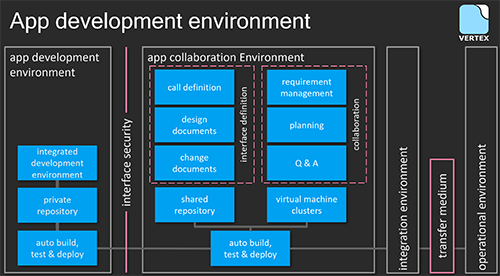 App development environment
VERTEX
app development
environment
integrated
development
environment
private
repository
auto build,
test & deploy
interface security
app collaboration Environment
call definition
design
documents
change
documents
interface definition
requirement
management
planning
Q & A
collaboration
shared
repository
virtual machine
clusters
auto build,
test & deploy
integration environment
transfer medium
operational environment